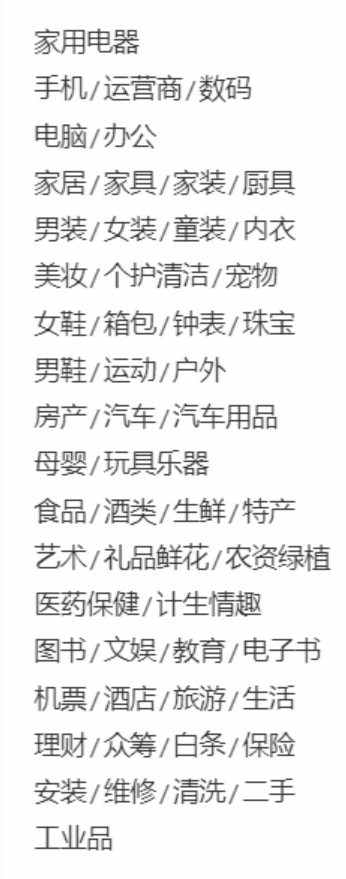 家用电器
手机/运营商/数码
电脑/办公
家居/家具/家装/厨具
男装/女装/童装/内衣
美妆/个护清洁/宠物
女鞋/箱包/钟表/珠宝
男鞋/运动/户外
房产/汽车/汽车用品
母婴/玩具乐器
食品/酒类/生鲜/特产
艺术/礼品鲜花/农资绿植
医药保健/计生情趣
图书/文娱/教育/电子书
机票/酒店/旅游/生活
理财/众筹/白条/保险
安装/维修/清洗/二手
工业品